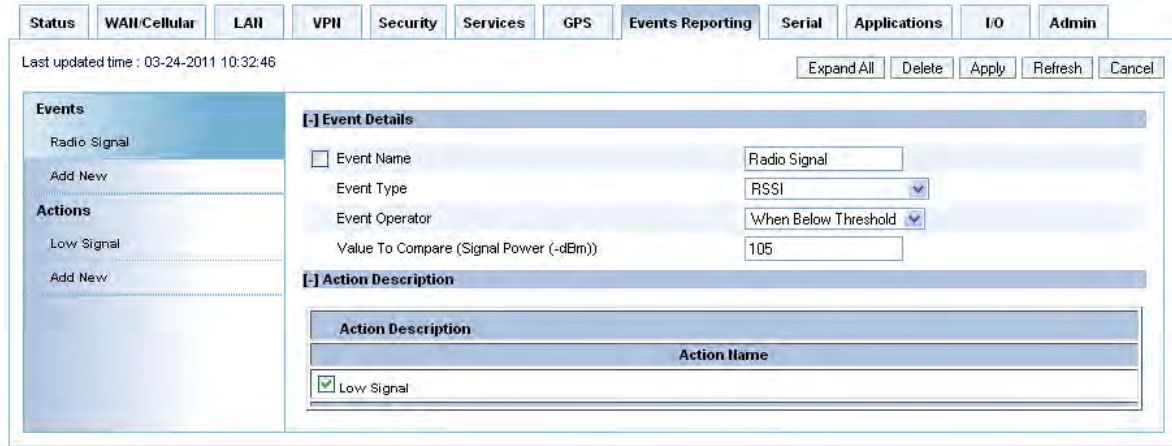 Status WAN/Cellular LAN VPN Security Services GPS Events Reporting Serial Applications I/O Admin
Last updated time : 03-24-2011 10:32:46
Expand All Delete Apply Refresh Cancel
Events
Radio Signal
Add New
Actions
Low Signal
Add New
[-] Event Details
Event Name Radio Signal
Event Type RSSI
Event Operator When Below Threshold
Value To Compare (Signal Power (-dBm)) 105
[-] Action Description
Action Description
Action Name
Low Signal